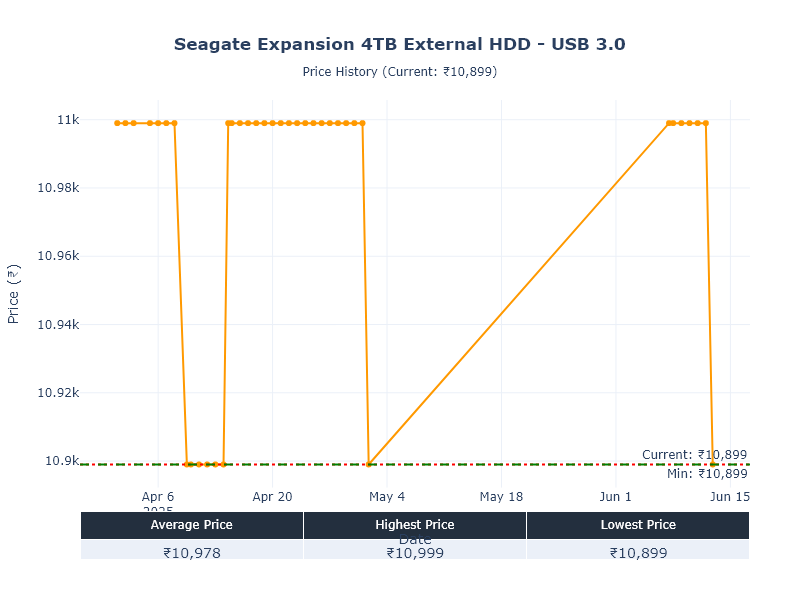 Seagate Expansion 4TB External HDD - USB 3.0
Price History (Current: ₹10,899)
Price (₹)
11k
10.98k
10.96k
10.94k
10.92k
10.9k
Current: ₹10,899
Min: ₹10,899
Apr 6 Apr 20 May 4 May 18 Jun 1 Jun 15
2025
Date
Average Price Highest Price Lowest Price
₹10,978 ₹10,999 ₹10,899